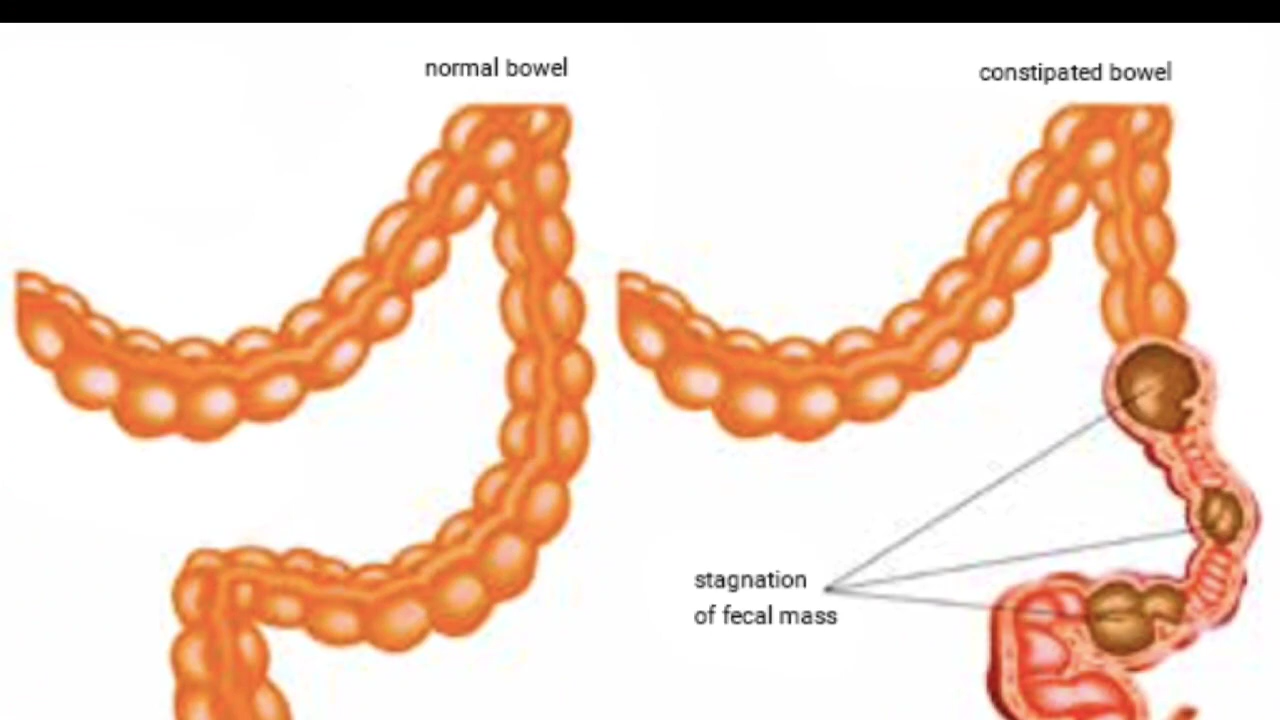 normal bowel
constipated bowel
stagnation
of fecal mass